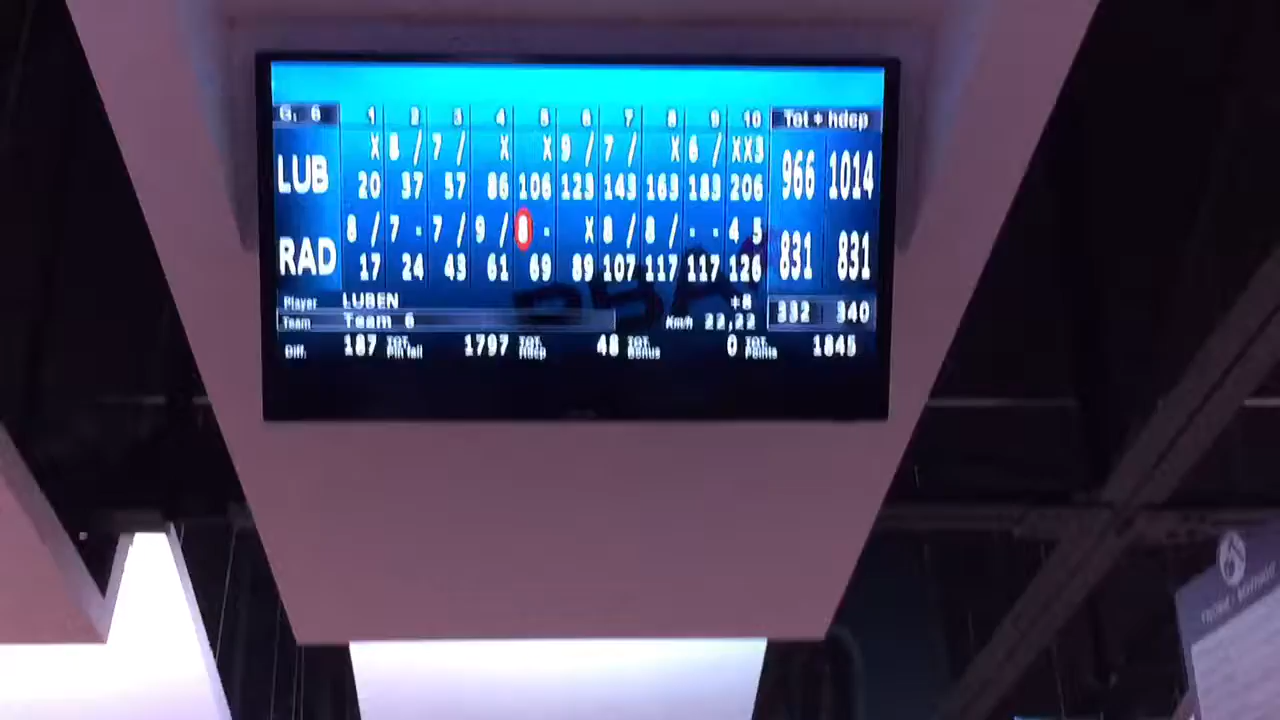 G. 6 1 2 3 4 5 6 7 8 9 10 Tot + hdcp
LUB X 8 / 7 / X X 9 / 7 / X 6 / XX3 966 1014
20 37 57 86 106 123 143 163 183 206
RAD 8 / 7 - 7 / 9 / 8 - X 8 / 8 / - - 4 5 831 831
17 24 43 61 69 89 107 117 117 126
Player LUBEN +8 332 340
Team Team 6 Km/h 22,22
Diff. 187 TOT. Pin fall 1797 TOT. Hdcp 48 TOT. Bonus 0 TOT. Points 1845